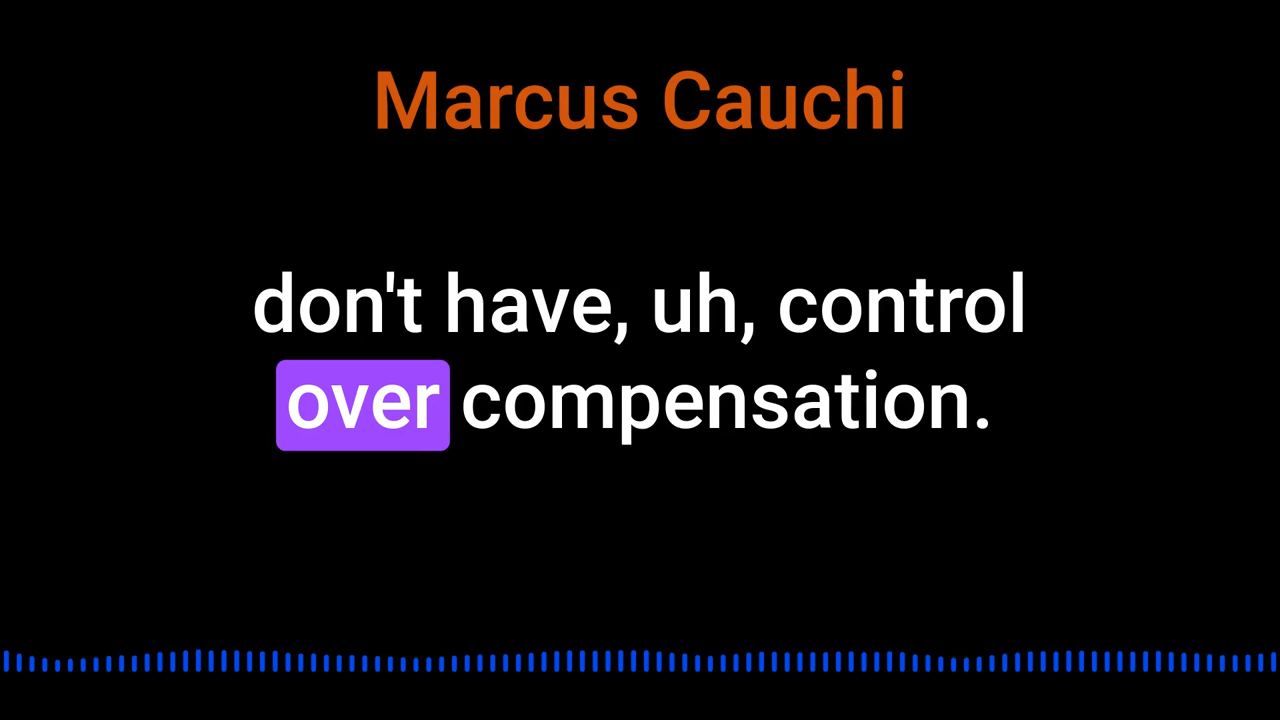 Marcus Cauchi
don't have, uh, control
over compensation.